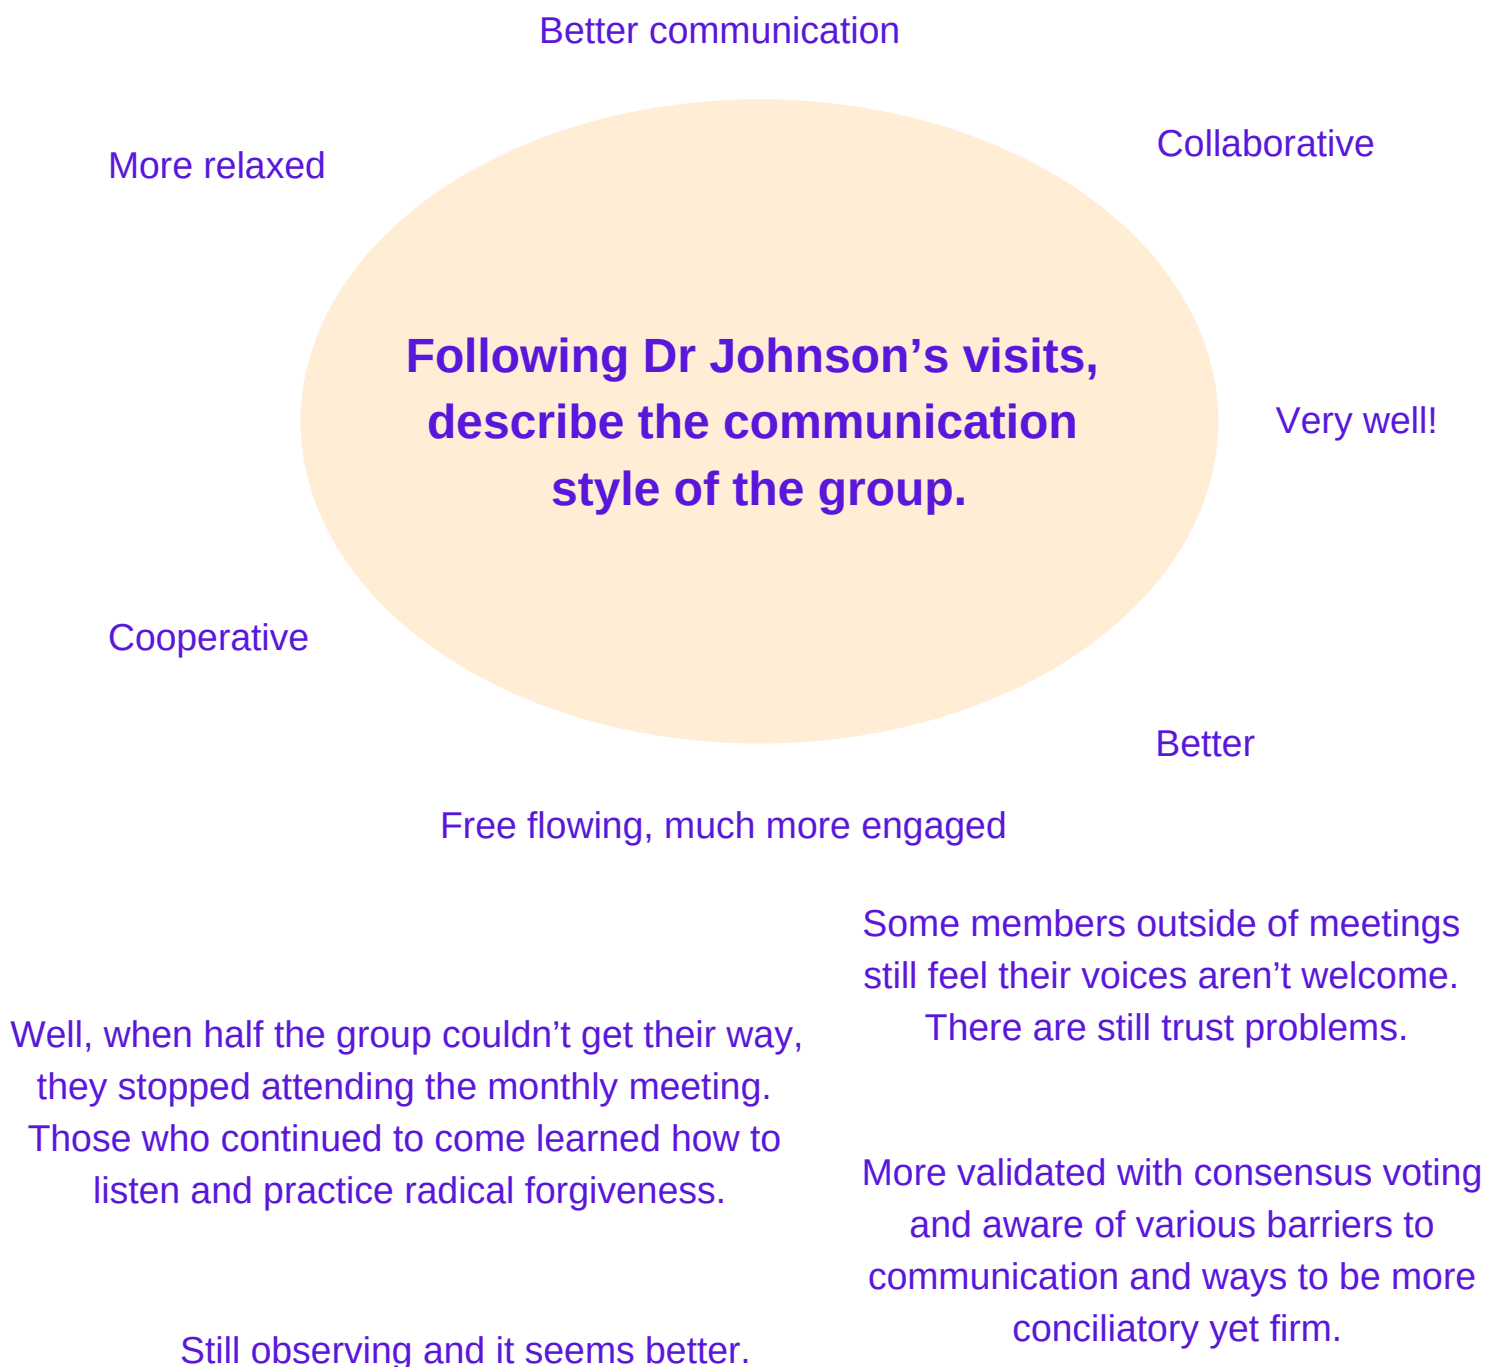 Better communication
More relaxed
Collaborative
Following Dr Johnson’s visits,
describe the communication
style of the group.
Very well!
Cooperative
Better
Free flowing, much more engaged
Some members outside of meetings
still feel their voices aren’t welcome.
There are still trust problems.
Well, when half the group couldn’t get their way,
they stopped attending the monthly meeting.
Those who continued to come learned how to
listen and practice radical forgiveness.
More validated with consensus voting
and aware of various barriers to
communication and ways to be more
conciliatory yet firm.
Still observing and it seems better.